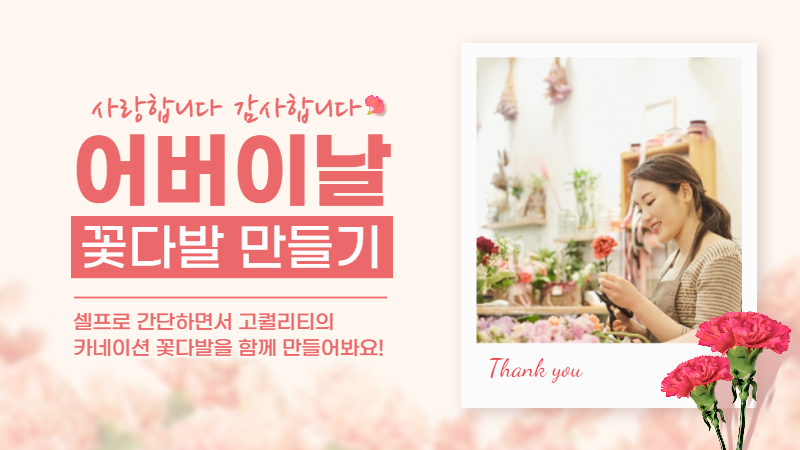 사랑합니다 감사합니다
어버이날
꽃다발 만들기
셀프로 간단하면서 고퀄리티의
카네이션 꽃다발을 함께 만들어봐요!
Thank you